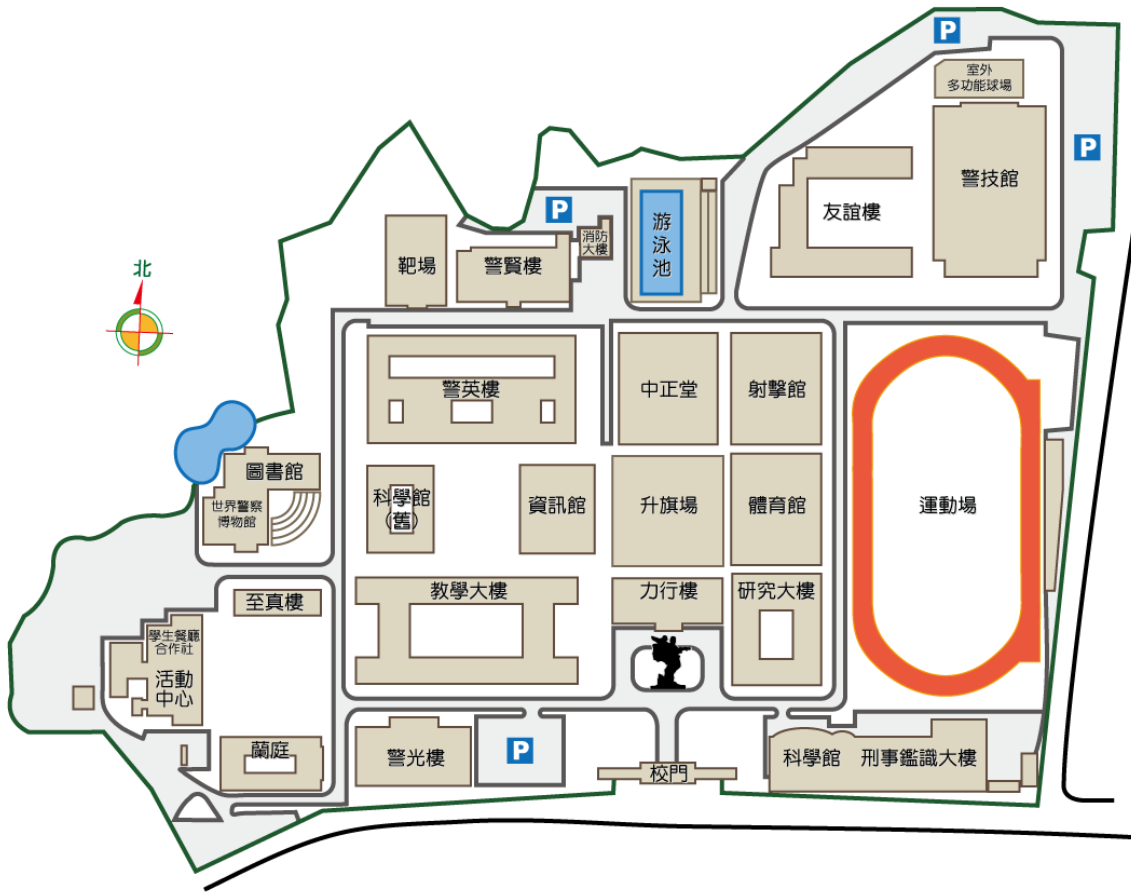 P
室外
多功能球場
P
警技館
友誼樓
P
游泳池
消防
大樓
靶場
警賢樓
北
警英樓
中正堂
射擊館
圖書館
世界警察
博物館
科學館
舊
資訊館
升旗場
體育館
運動場
教學大樓
力行樓
研究大樓
至真樓
學生餐廳
合作社
活動
中心
蘭庭
警光樓
P
校門
科學館
刑事鑑識大樓